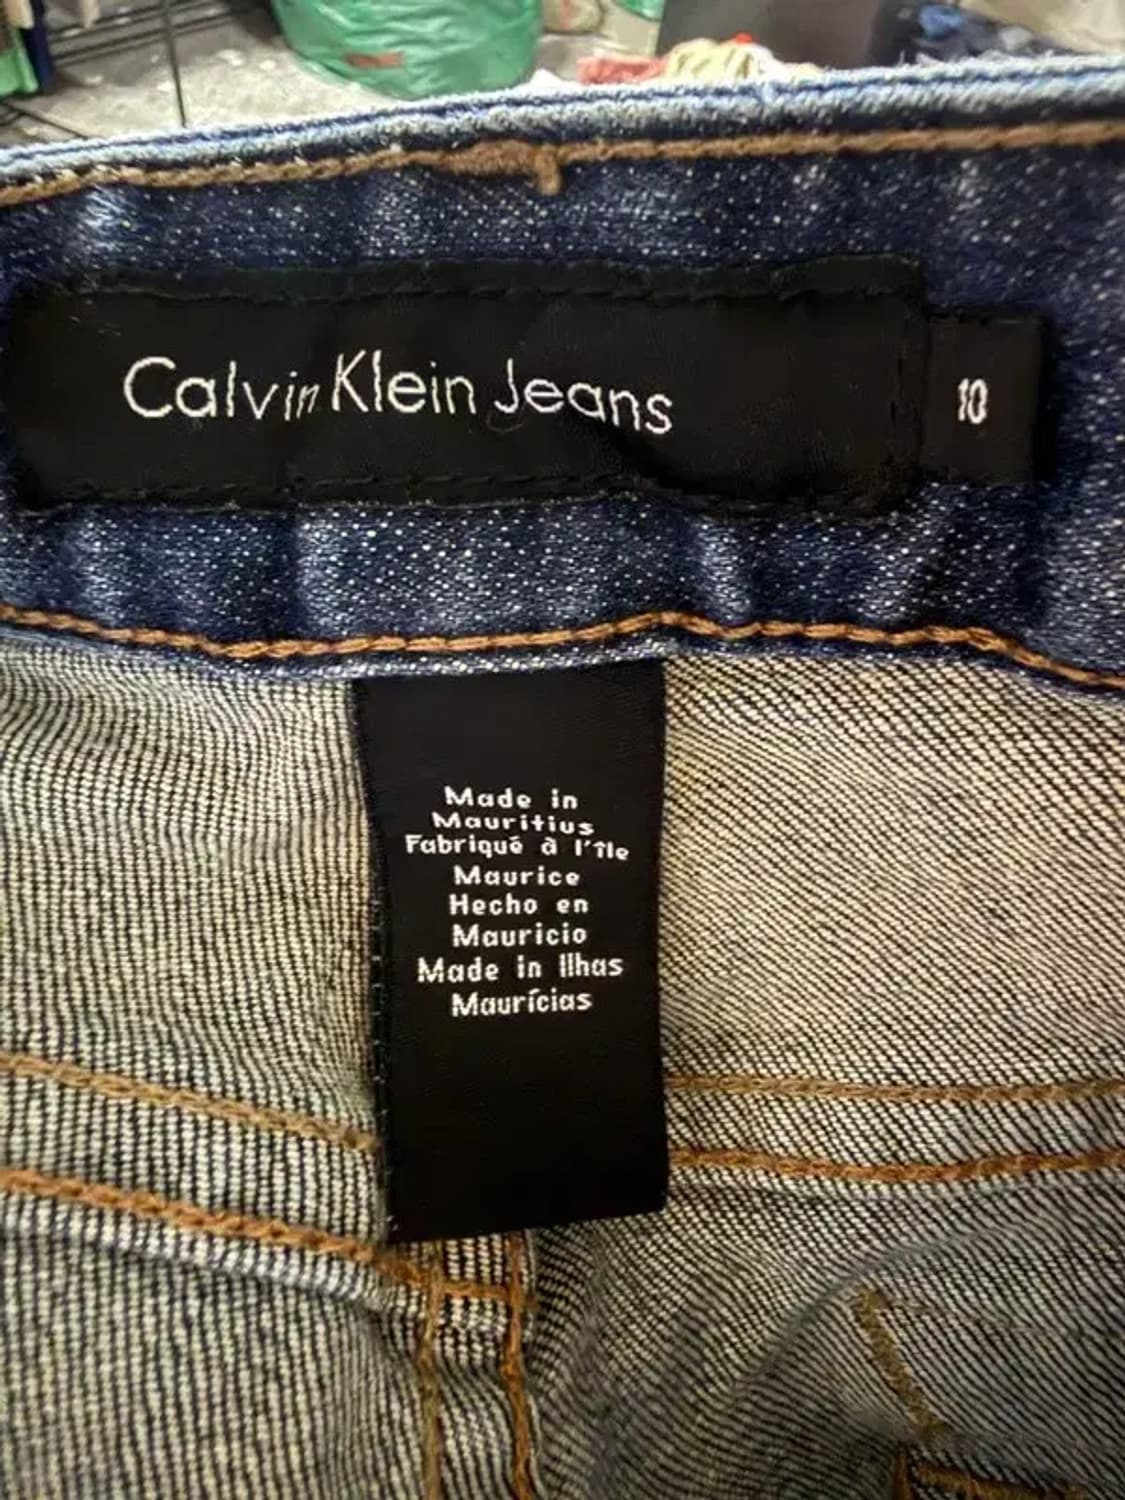 Calvin Klein Jeans
10
Made in
Mauritius
Fabriqué à l'île
Maurice
Hecho en
Mauricio
Made in Ilhas
Maurícias